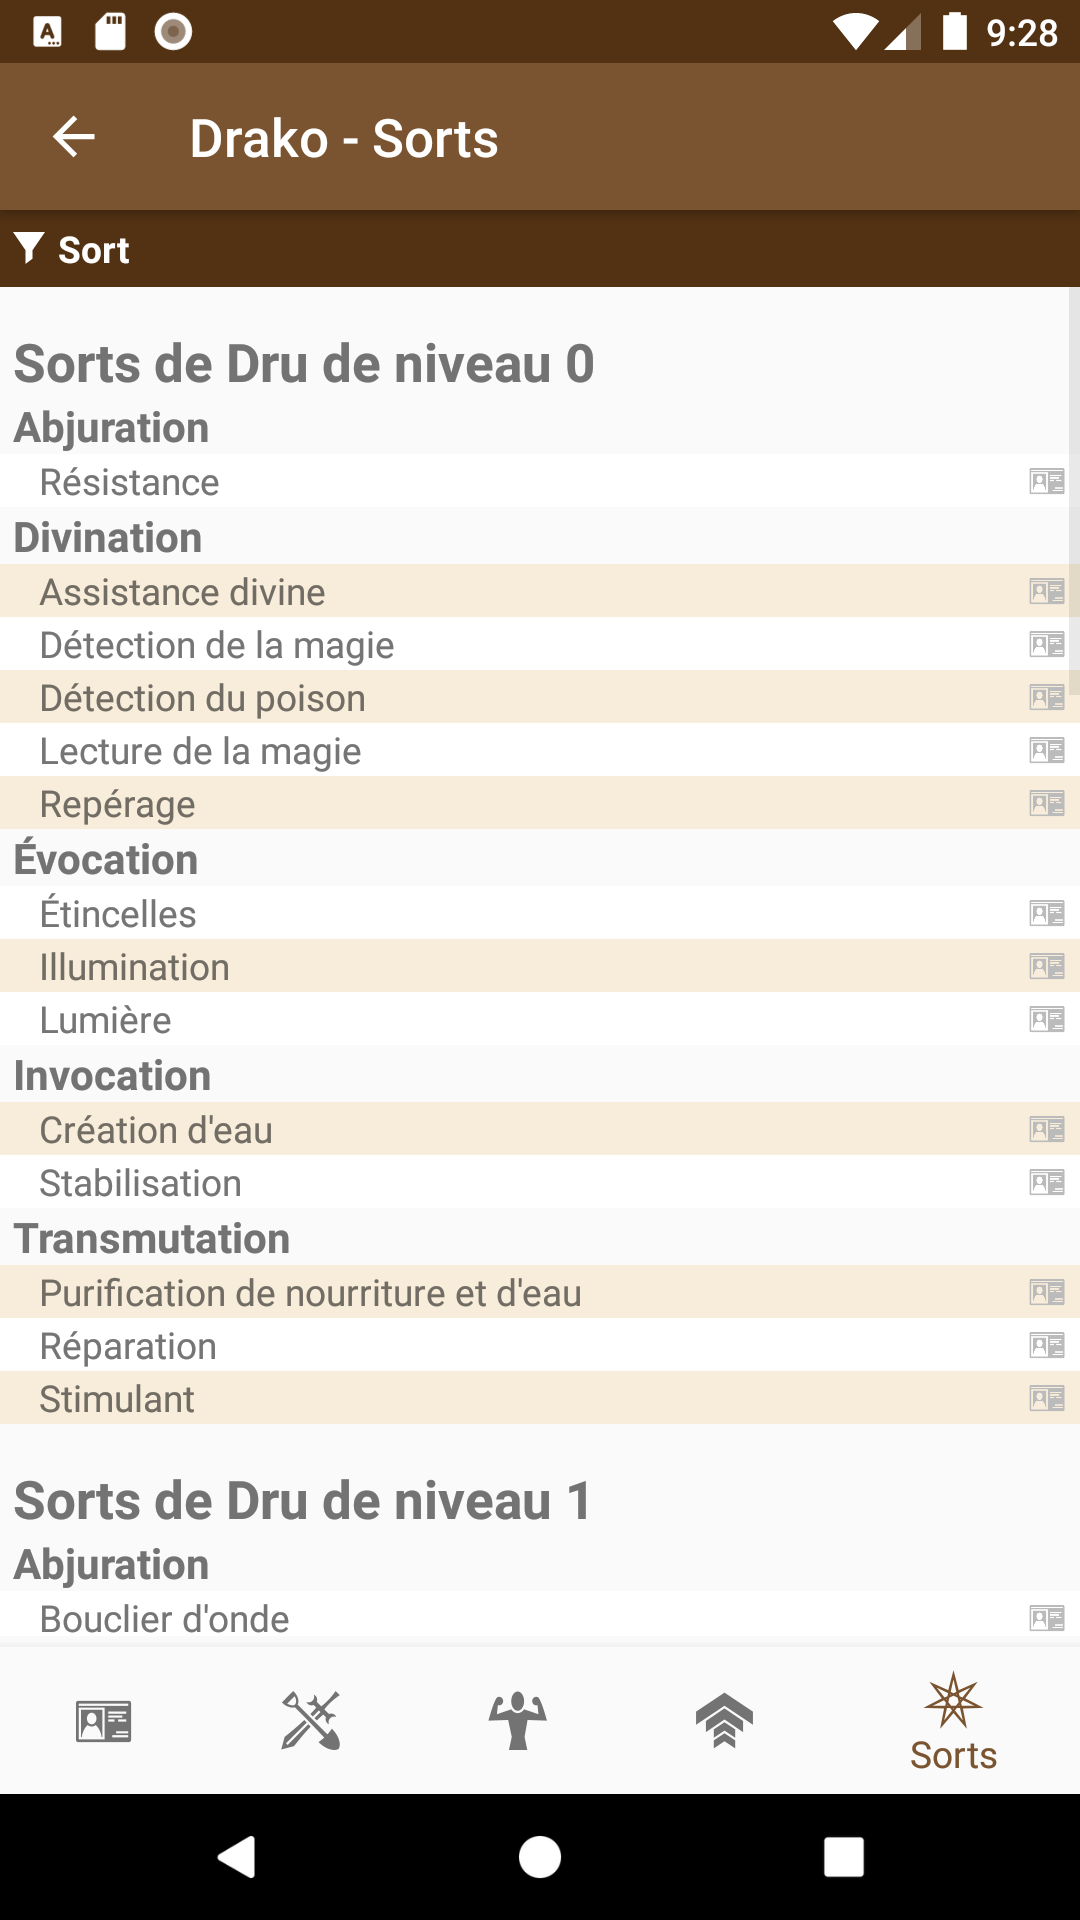 9:28
Drako - Sorts
Sort
Sorts de Dru de niveau 0
Abjuration
Résistance
Divination
Assistance divine
Détection de la magie
Détection du poison
Lecture de la magie
Repérage
Évocation
Étincelles
Illumination
Lumière
Invocation
Création d'eau
Stabilisation
Transmutation
Purification de nourriture et d'eau
Réparation
Stimulant
Sorts de Dru de niveau 1
Abjuration
Bouclier d'onde
Sorts